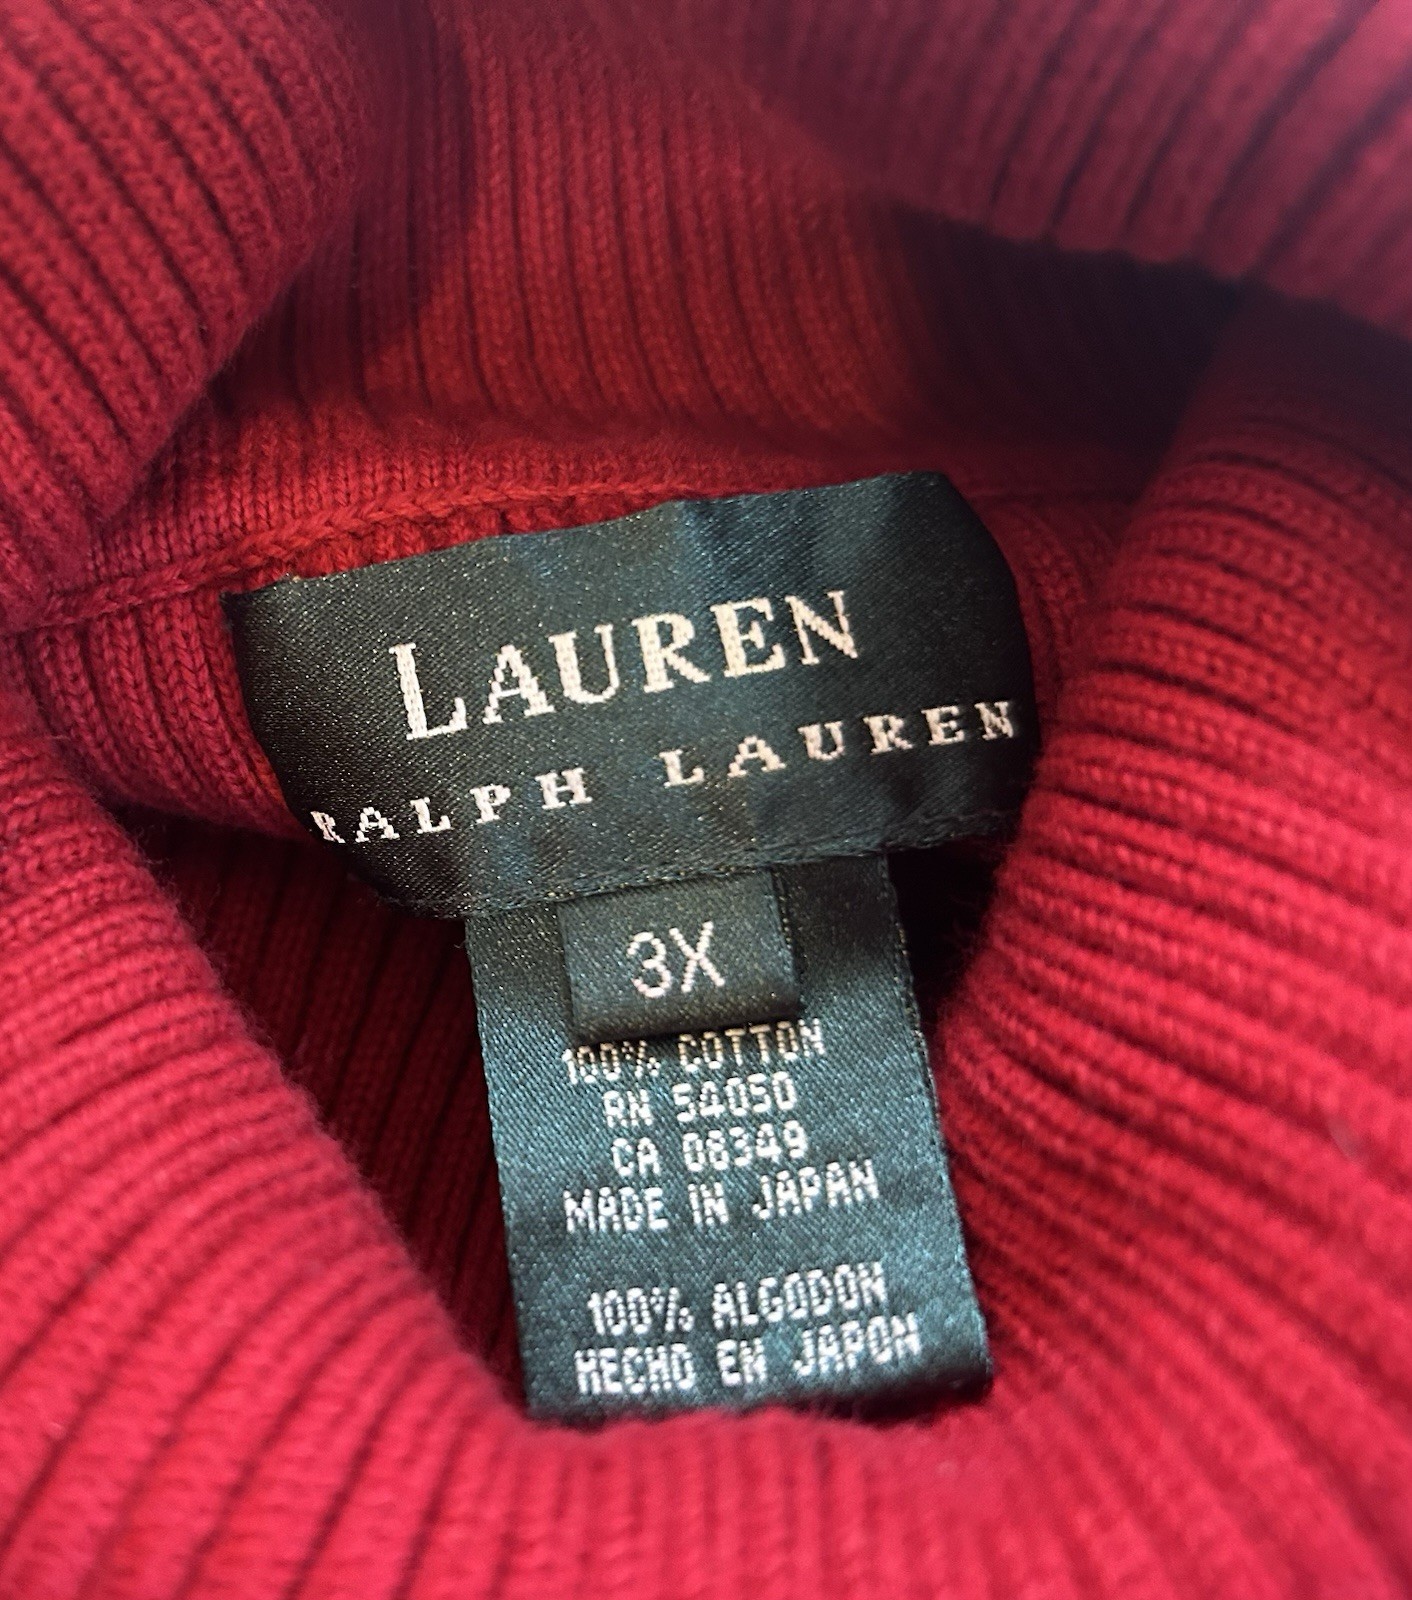 LAUREN
RALPH LAUREN
3X
100% COTTON
RN 54050
CA 08349
MADE IN JAPAN
100% ALGODON
HECHO EN JAPON